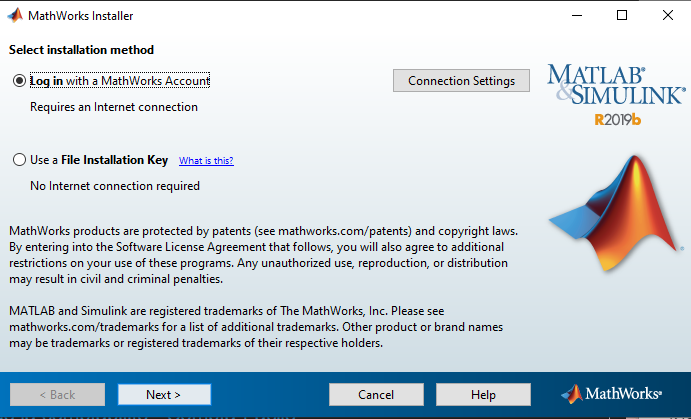 MathWorks Installer
Select installation method
Log in with a MathWorks Account
Connection Settings
Requires an Internet connection
MATLAB®
&SIMULINK®
R2019b
Use a File Installation Key What is this?
No Internet connection required
MathWorks products are protected by patents (see mathworks.com/patents) and copyright laws.
By entering into the Software License Agreement that follows, you will also agree to additional
restrictions on your use of these programs. Any unauthorized use, reproduction, or distribution
may result in civil and criminal penalties.
MATLAB and Simulink are registered trademarks of The MathWorks, Inc. Please see
mathworks.com/trademarks for a list of additional trademarks. Other product or brand names
may be trademarks or registered trademarks of their respective holders.
< Back
Next >
Cancel
Help
MathWorks®